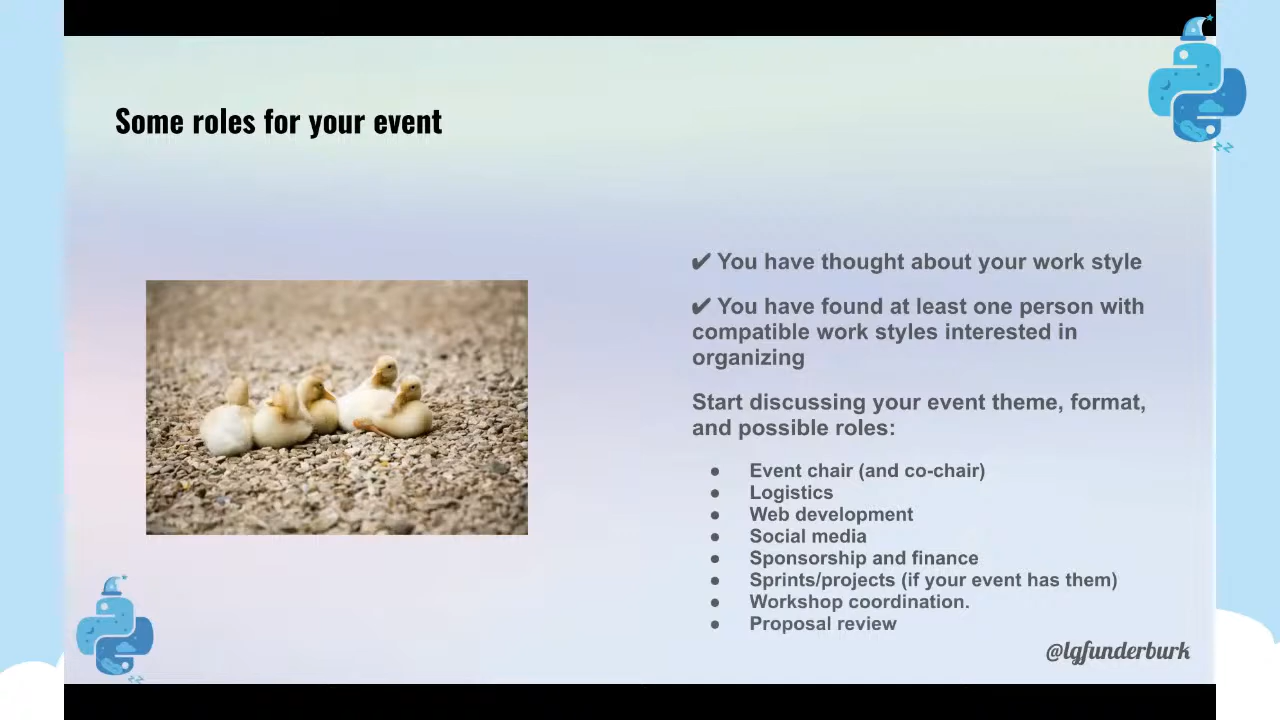 Some roles for your event
✔ You have thought about your work style
✔ You have found at least one person with
compatible work styles interested in
organizing
Start discussing your event theme, format,
and possible roles:
● Event chair (and co-chair)
● Logistics
● Web development
● Social media
● Sponsorship and finance
● Sprints/projects (if your event has them)
● Workshop coordination.
● Proposal review
@lgfunderburk